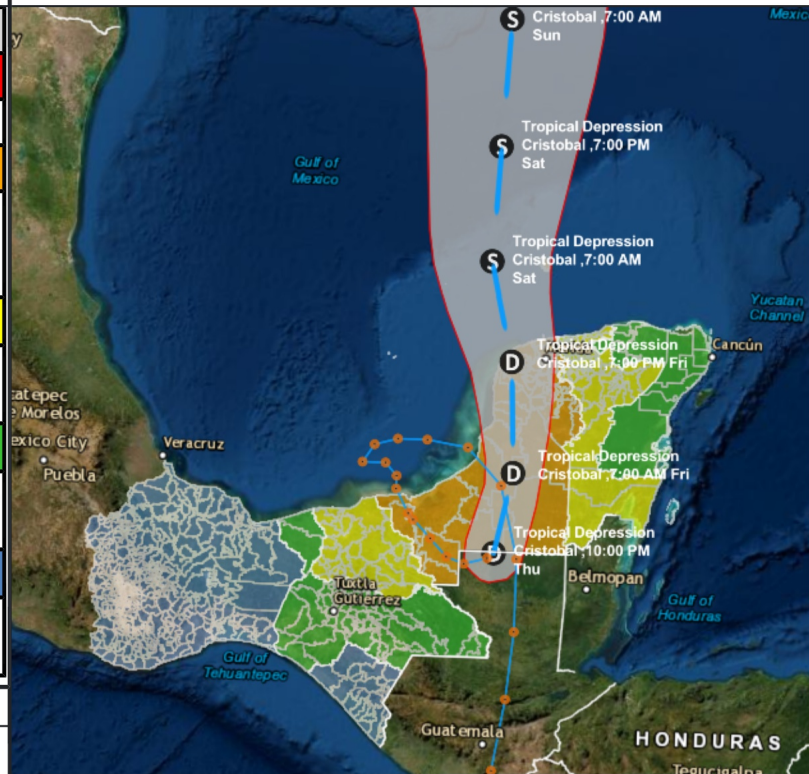 Mexic
S
Cristobal ,7:00 AM
Sun
y
Gulf of
Mexico
S
Tropical Depression
Cristobal ,7:00 PM
Sat
S
Tropical Depression
Cristobal ,7:00 AM
Sat
Yucatan
Channel
Cancún
D
Tropical Depression
Cristobal ,7:00 PM Fri
catepec
e Morelos
exico City
Puebla
Veracruz
D
Tropical Depression
Cristobal ,7:00 AM Fri
D
Tropical Depression
Cristobal ,10:00 PM
Thu
Belmopan
Tuxtla
Gutierrez
Gulf of
Honduras
Gulf of
Tehuantepec
Guatemala
HONDURAS
Tegucigalpa